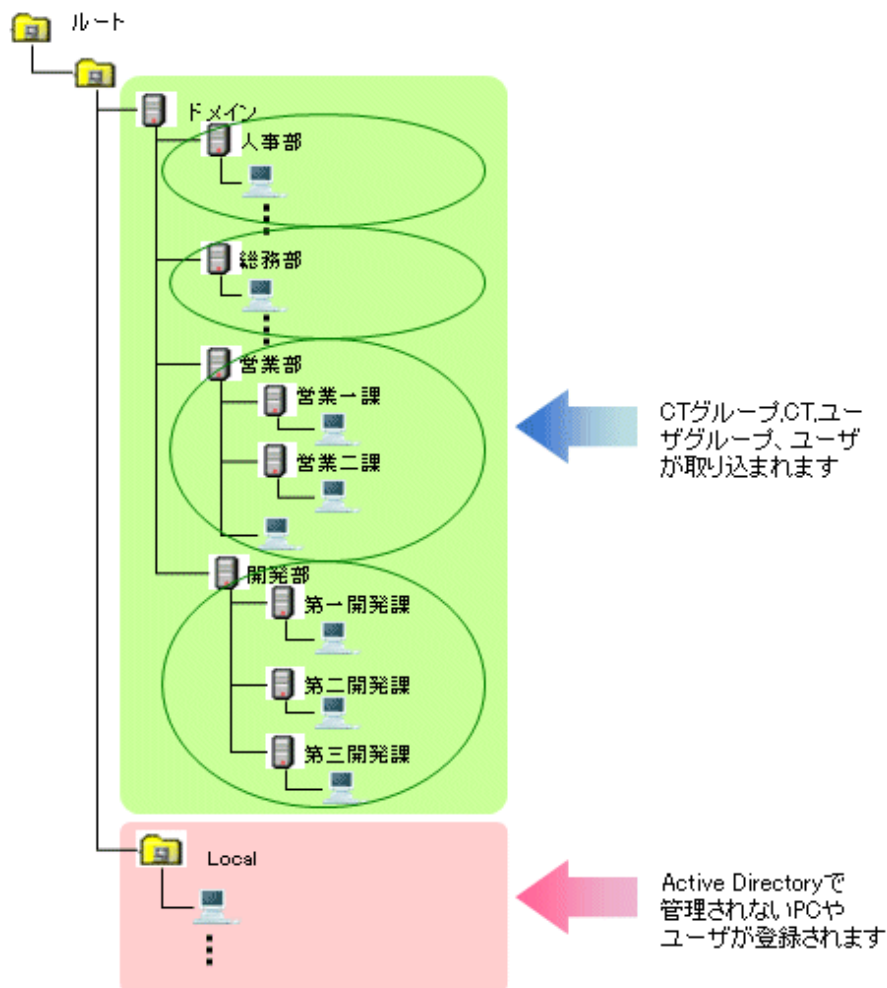 ルート
ドメイン
人事部
総務部
営業部
営業一課
営業二課
開発部
第一開発課
第二開発課
第三開発課
CTグループ,CT,ユー
ザグループ、ユーザ
が取り込まれます
Local
Active Directoryで
管理されないPCや
ユーザが登録されます